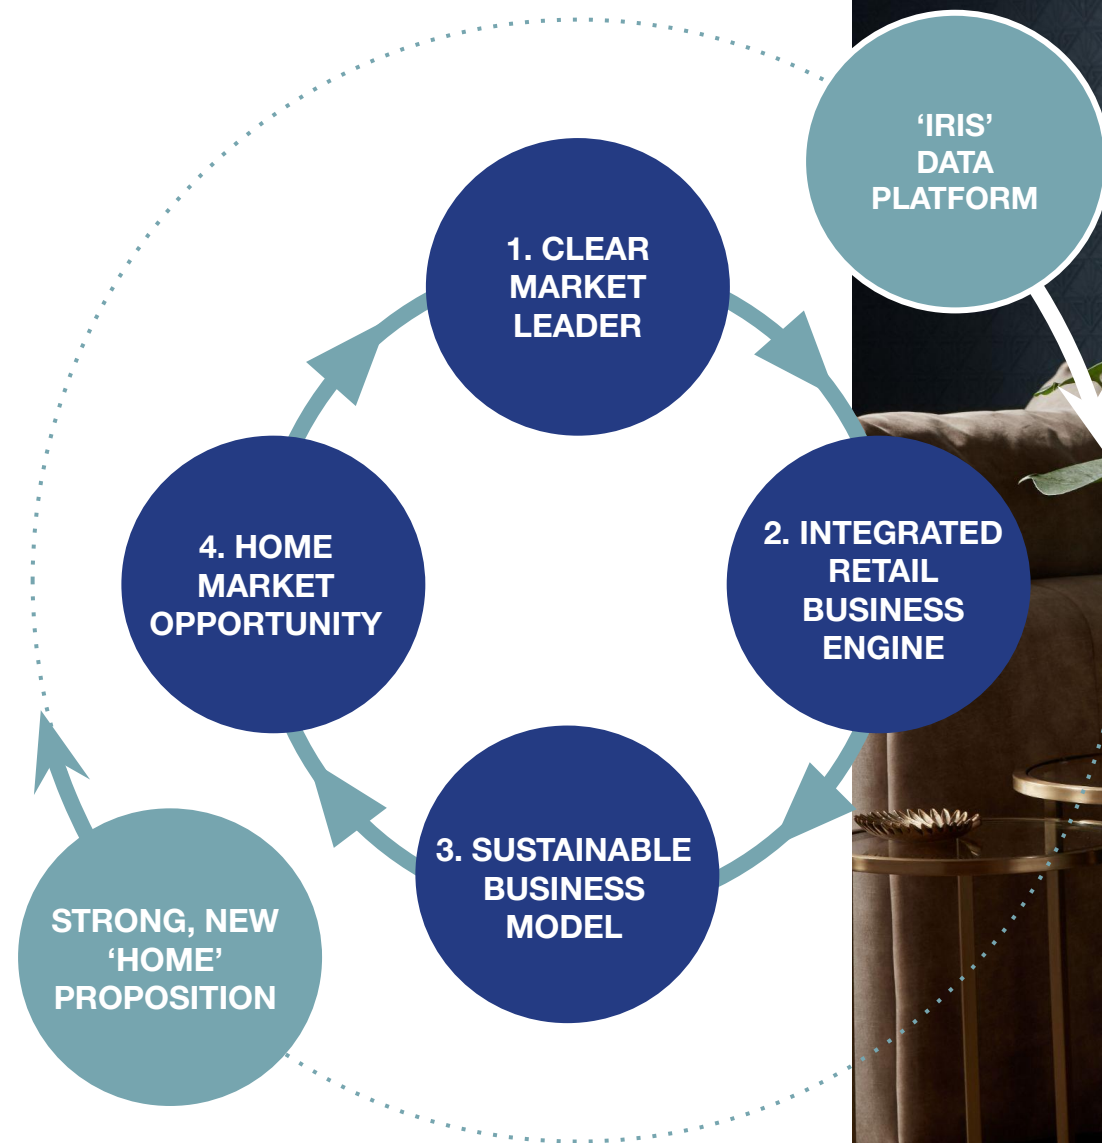 ‘IRIS’
DATA
PLATFORM
1. CLEAR
MARKET
LEADER
2. INTEGRATED
RETAIL
BUSINESS
ENGINE
3. SUSTAINABLE
BUSINESS
MODEL
4. HOME
MARKET
OPPORTUNITY
STRONG, NEW
‘HOME’
PROPOSITION